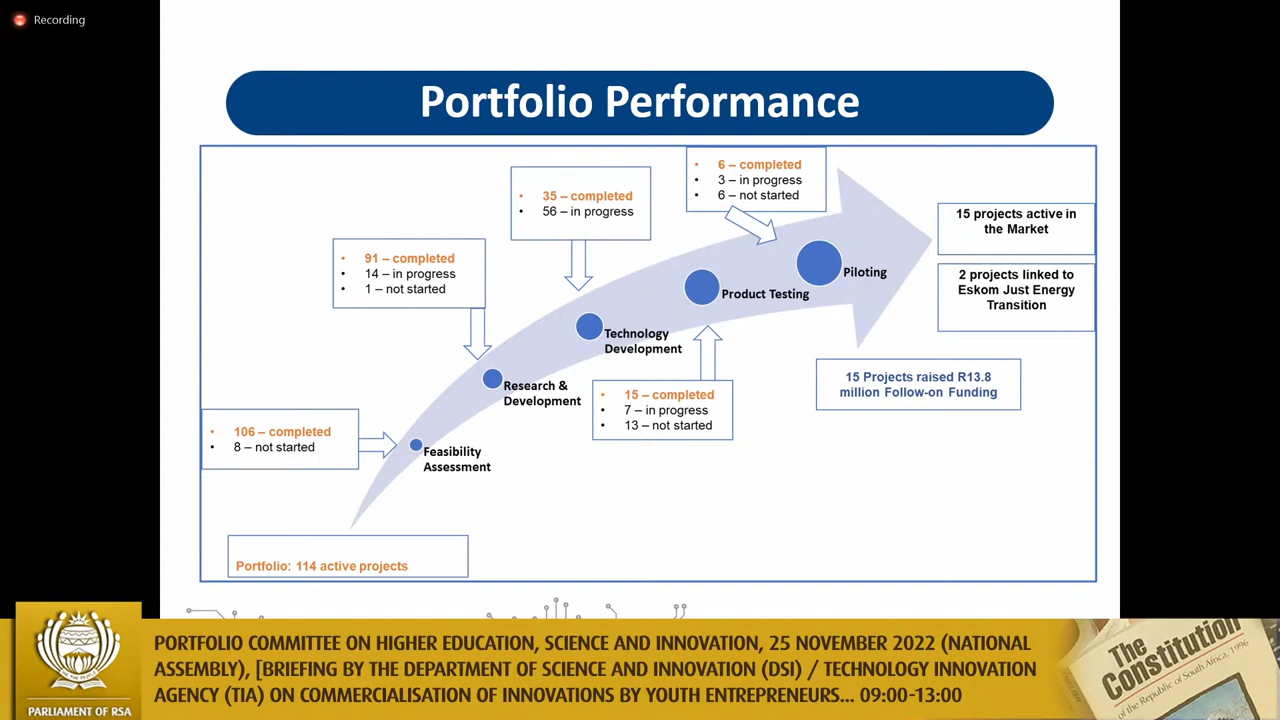 Recording
Portfolio Performance
• 6 – completed
• 3 – in progress
• 6 – not started
• 35 – completed
• 56 – in progress
15 projects active in
the Market
• 91 – completed
• 14 – in progress
• 1 – not started
2 projects linked to
Eskom Just Energy
Transition
Piloting
Product Testing
Technology
Development
Research &
Development
15 Projects raised R13.8
million Follow-on Funding
• 15 – completed
• 7 – in progress
• 13 – not started
• 106 – completed
• 8 – not started
Feasibility
Assessment
Portfolio: 114 active projects
PORTFOLIO COMMITTEE ON HIGHER EDUCATION, SCIENCE AND INNOVATION, 25 NOVEMBER 2022 (NATIONAL
ASSEMBLY), [BRIEFING BY THE DEPARTMENT OF SCIENCE AND INNOVATION (DSI) / TECHNOLOGY INNOVATION
AGENCY (TIA) ON COMMERCIALISATION OF INNOVATIONS BY YOUTH ENTREPRENEURS... 09:00-13:00
PARLIAMENT OF RSA
The
Constitution
of the Republic of South Africa, 1996